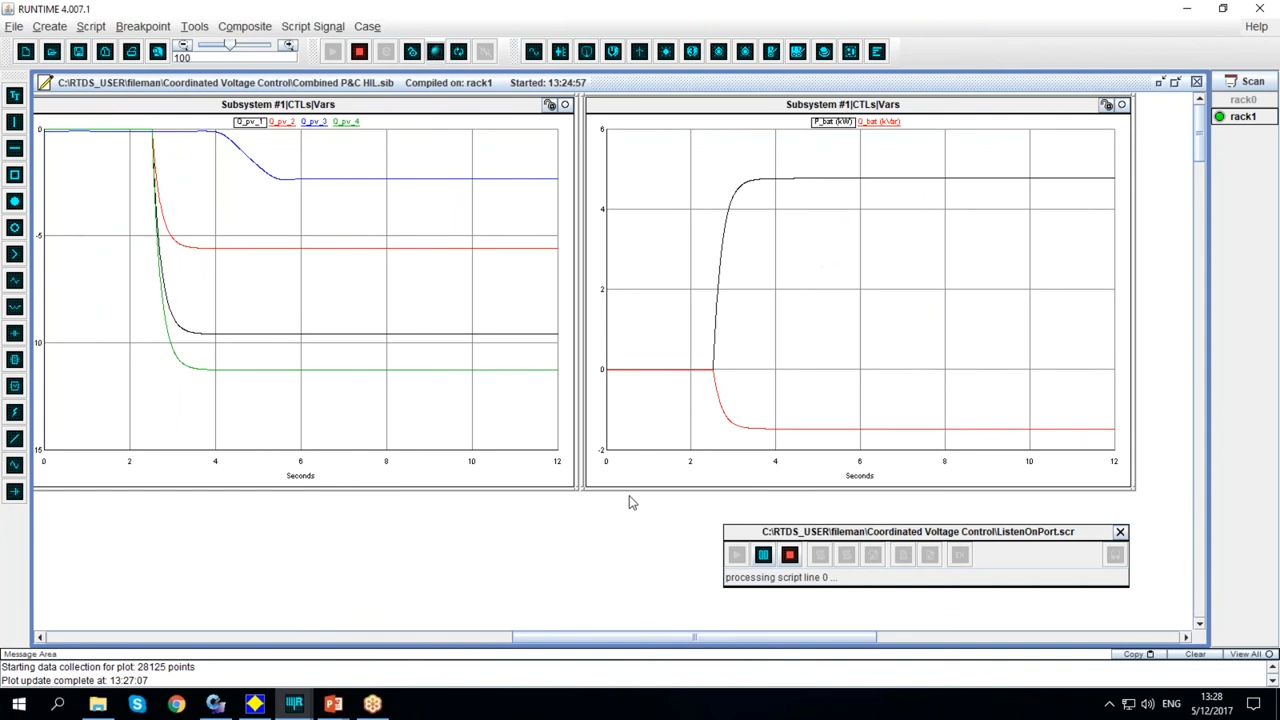 RUNTIME 4.007.1
File Create Script Breakpoint Tools Composite Script Signal Case Help
100
C:\RTDS_USER\fileman\Coordinated Voltage Control\Combined P&C HIL.sib Compiled on: rack1 Started: 13:24:57
Scan
rack0
rack1
Subsystem #1|CTLs|Vars
Q_pv_1 Q_pv_2 Q_pv_3 Q_pv_4
0
-5
10
15
0 2 4 6 8 10 12
Seconds
Subsystem #1|CTLs|Vars
P_bat (kW) Q_bat (kVar)
6
4
2
0
-2
0 2 4 6 8 10 12
Seconds
C:\RTDS_USER\fileman\Coordinated Voltage Control\ListenOnPort.scr
processing script line 0 ...
Message Area Copy Clear View All
Starting data collection for plot: 28125 points
Plot update complete at: 13:27:07
ENG
13:28
5/12/2017